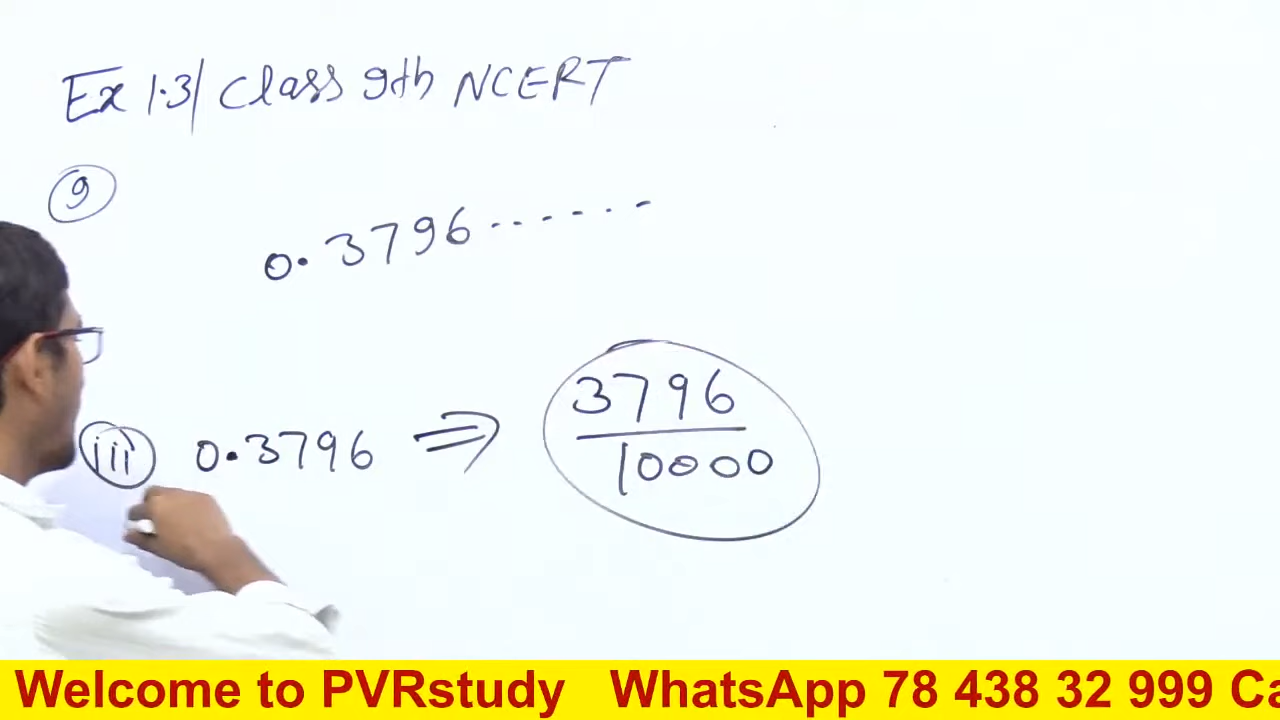 Ex 1.3| Class 9th NCERT
9
0.3796.......
iii 0.3796 ⇒ 3796
10000
Welcome to PVRstudy WhatsApp 78 438 32 999 Ca